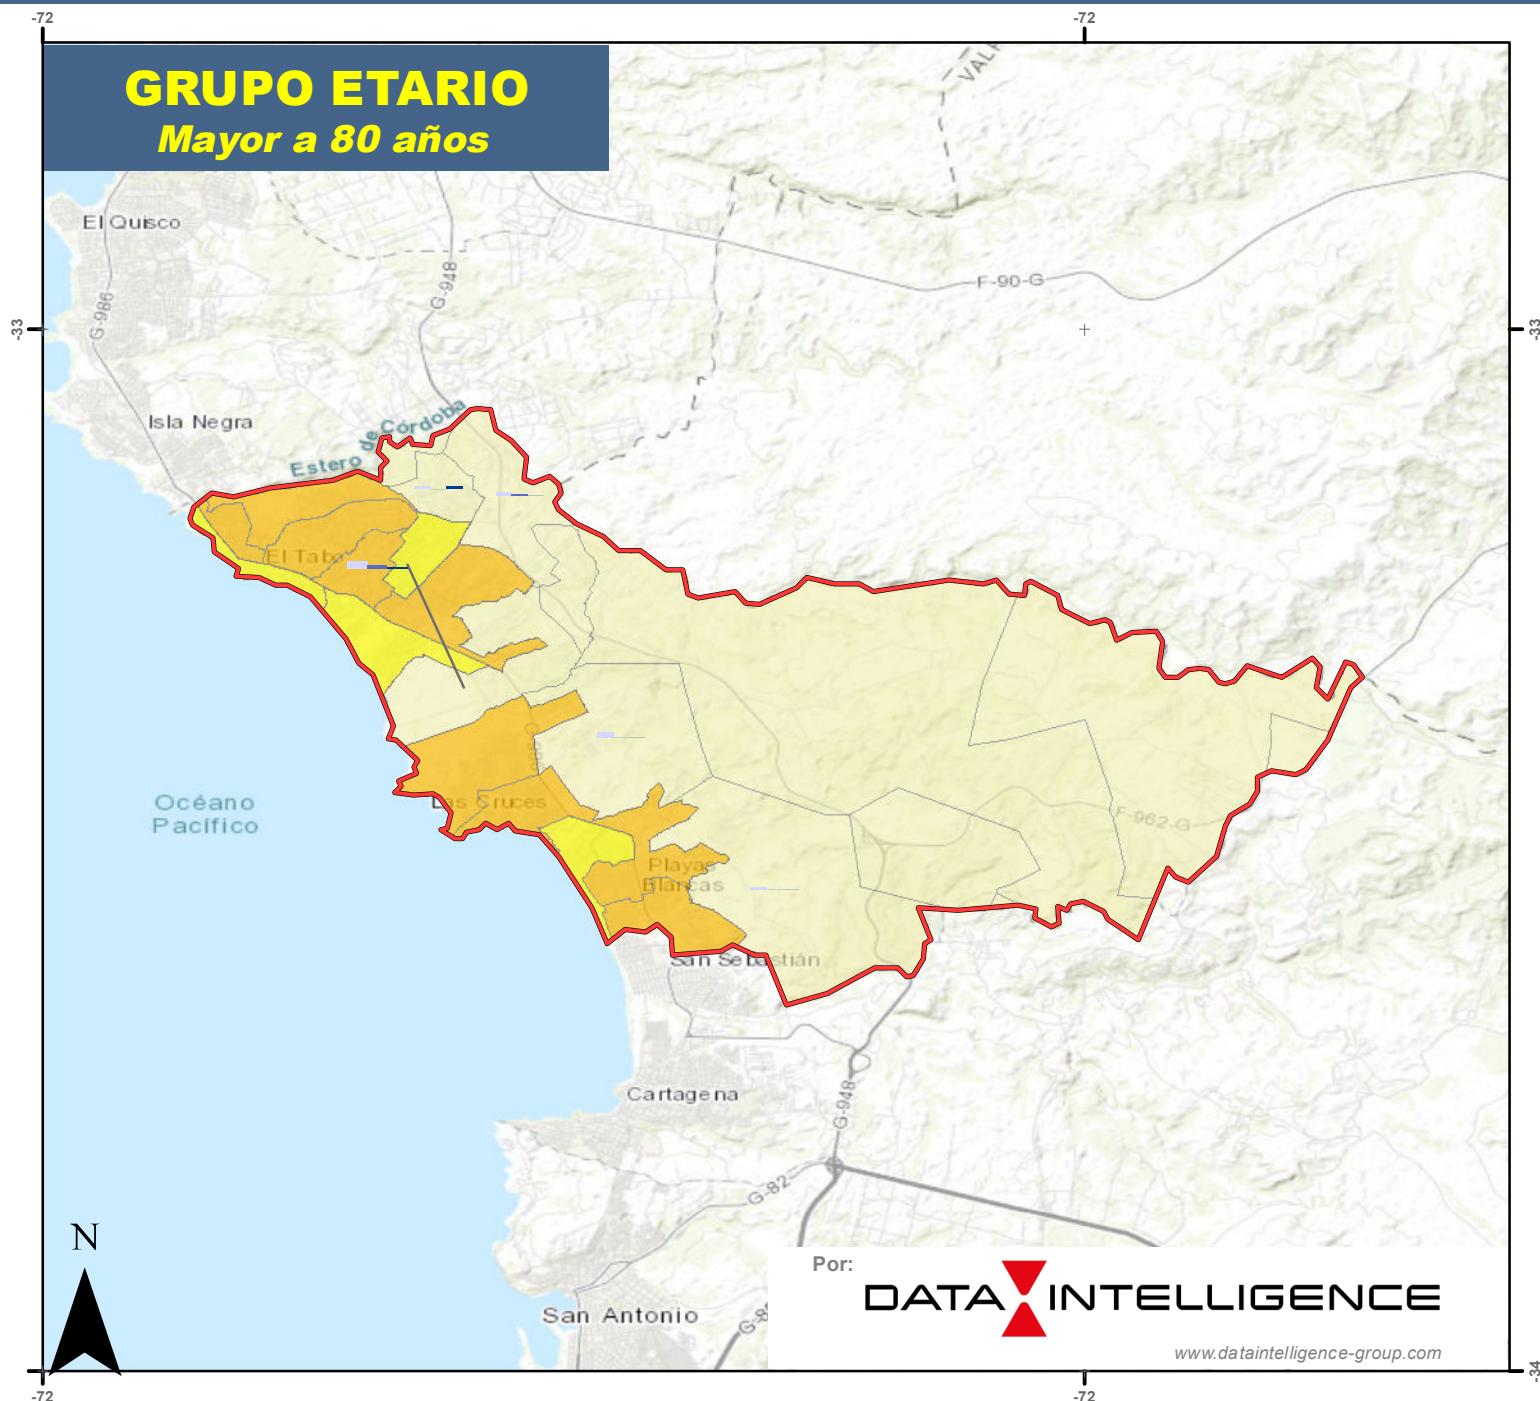 -72
-72
GRUPO ETARIO
Mayor a 80 años
El Quisco
G-986
G-948
F-90-G
-33
-33
Isla Negra
Estero de Córdoba
El Tabo
Las Cruces
F-962-G
Océano
Pacífico
Playas
Blancas
San Sebastián
Cartagena
G-948
G-82
N
San Antonio
Por:
DATA INTELLIGENCE
www.dataintelligence-group.com
-34
-72
-72